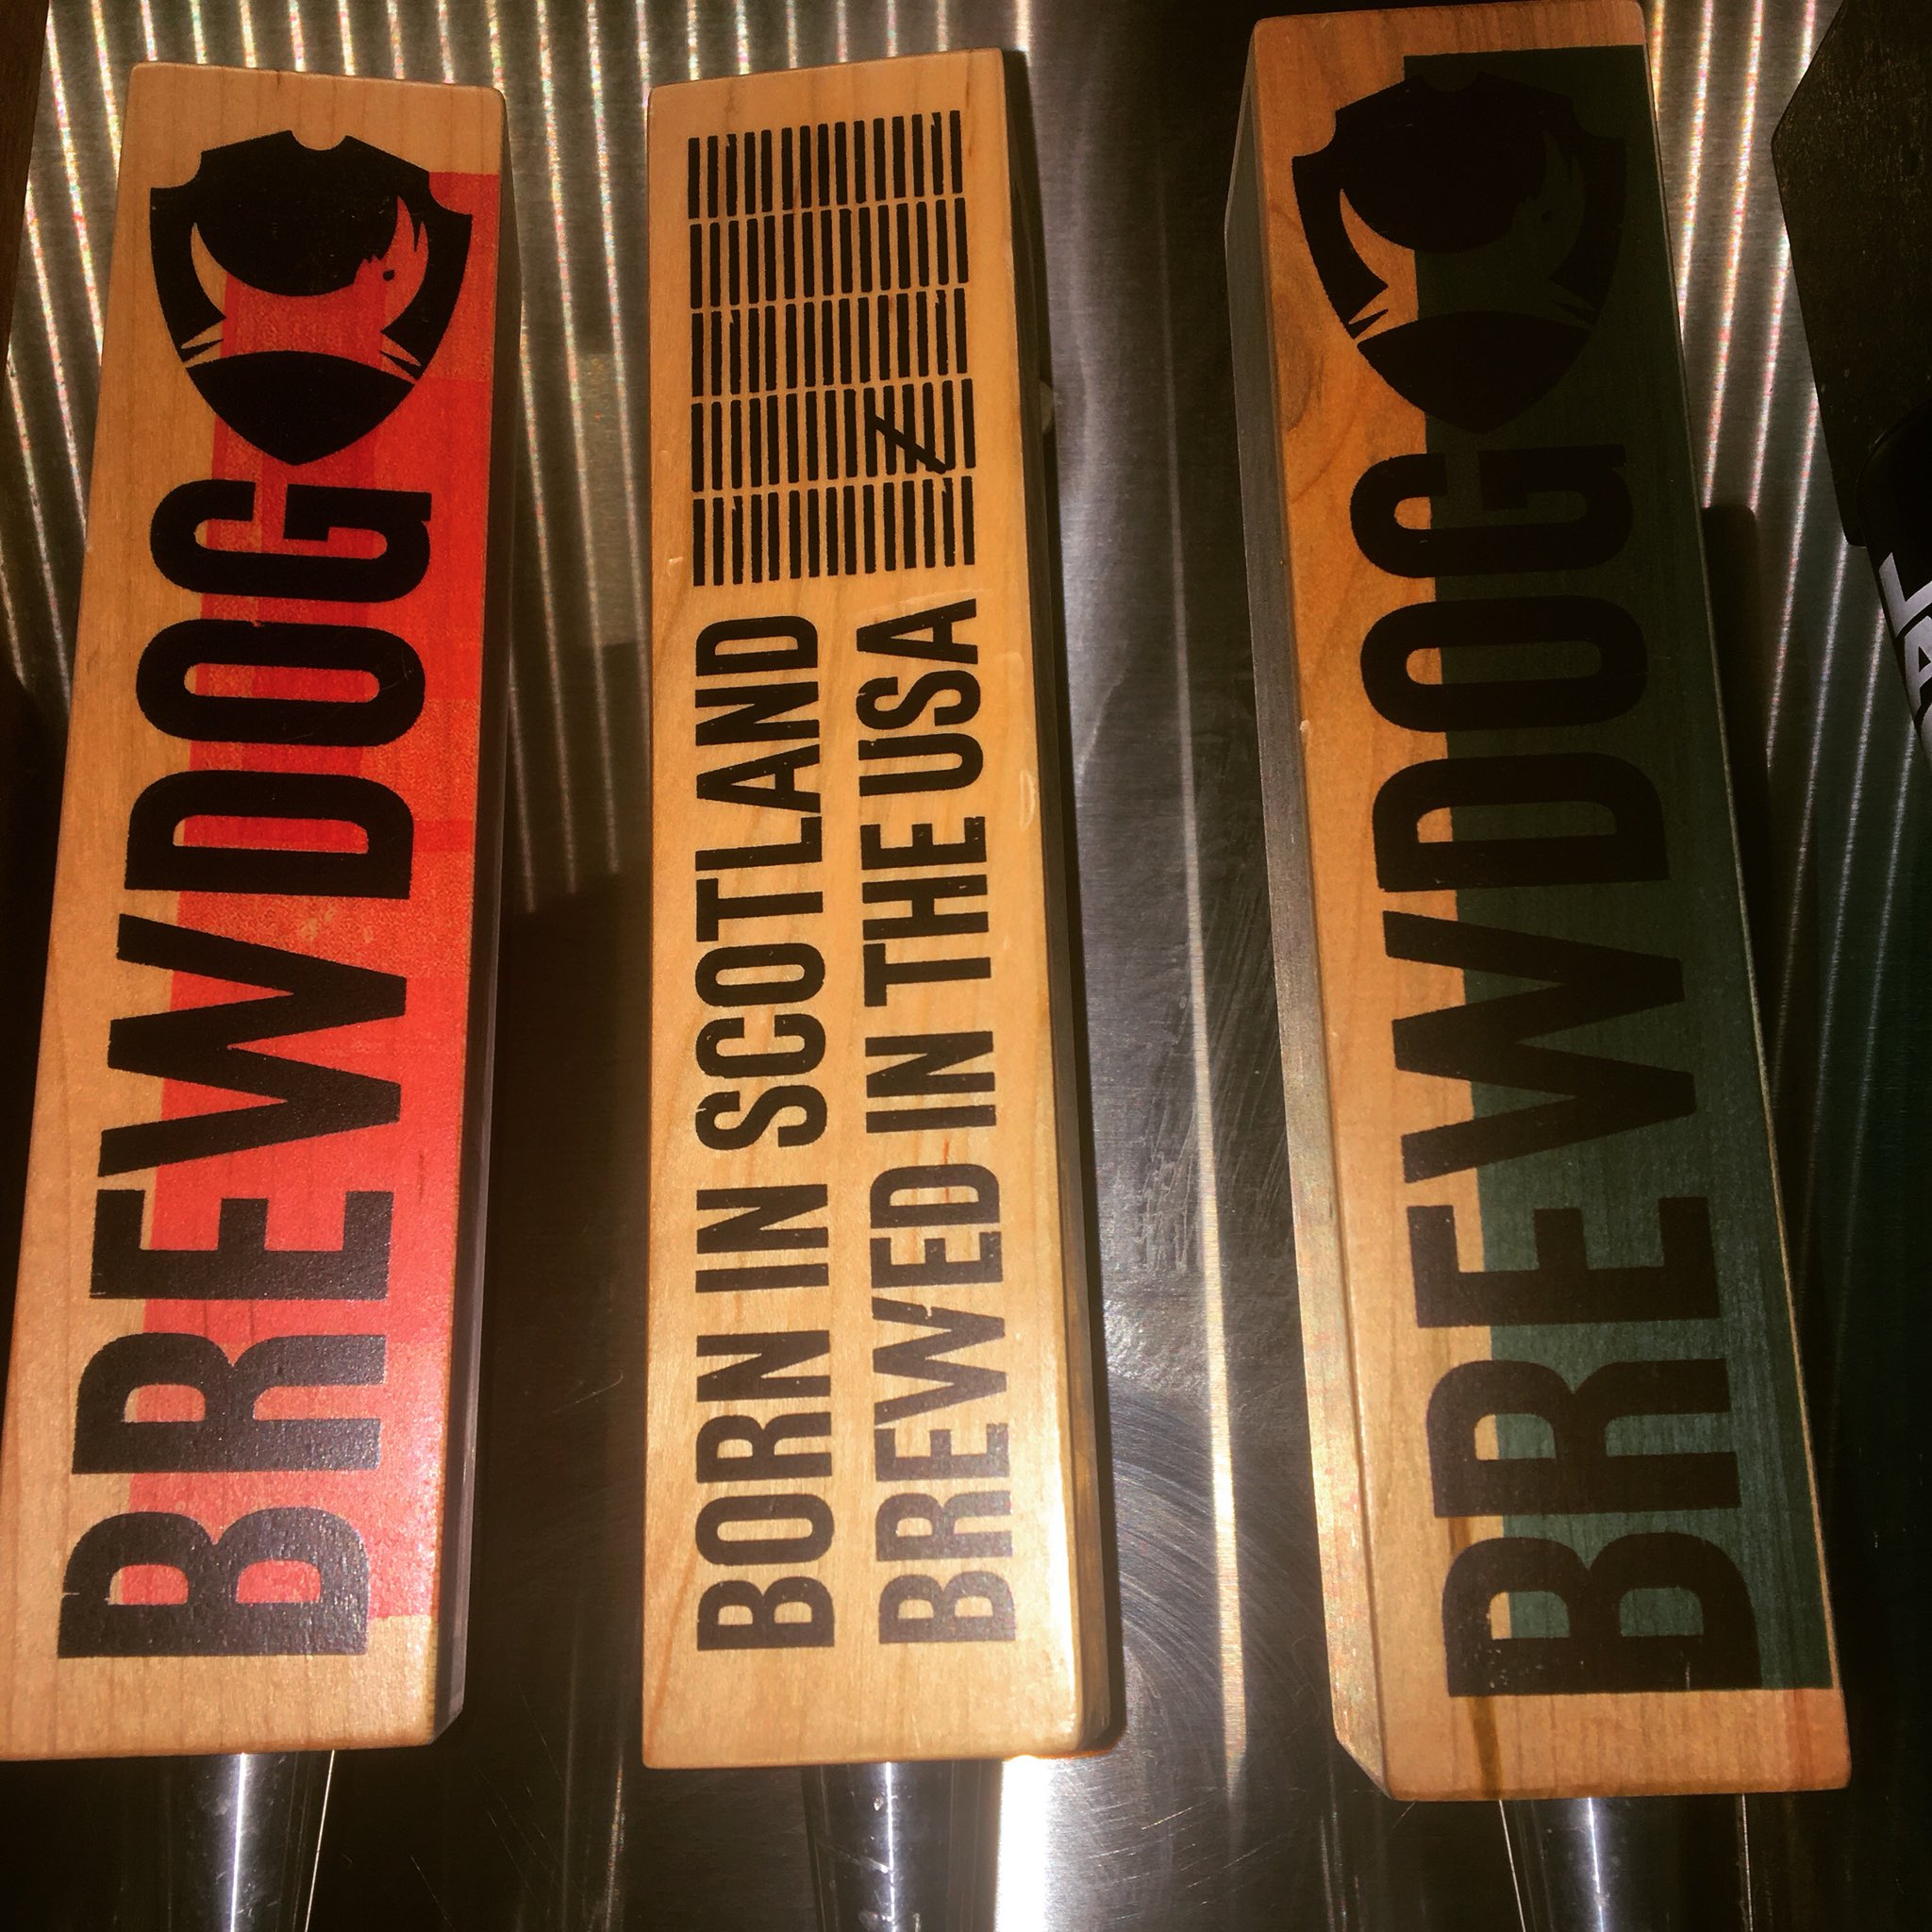 BREWDOG
BORN IN SCOTLAND
BREWED IN THE USA
BREWDOG